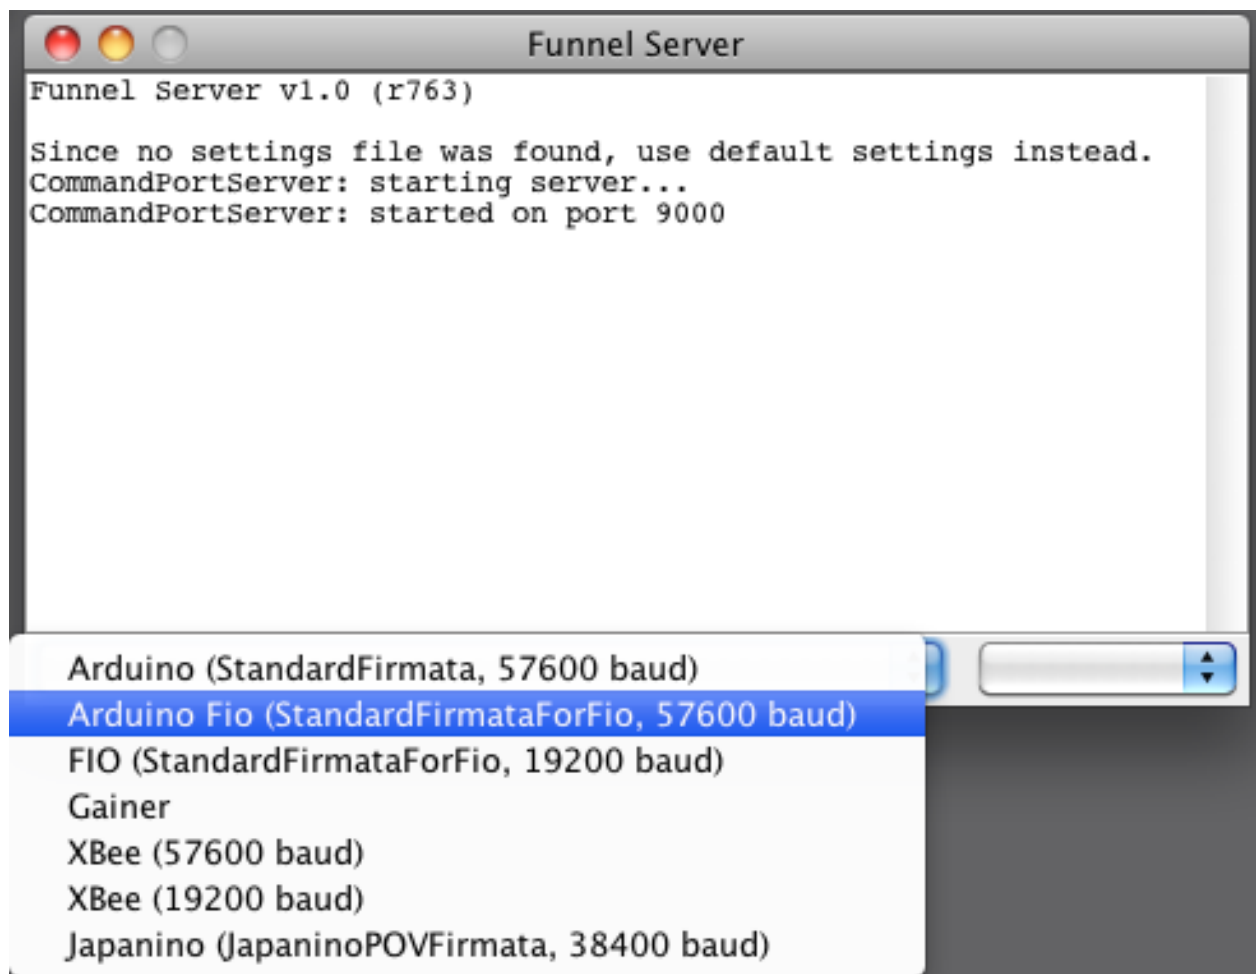 Funnel Server
Funnel Server v1.0 (r763)
Since no settings file was found, use default settings instead.
CommandPortServer: starting server...
CommandPortServer: started on port 9000
Arduino (StandardFirmata, 57600 baud)
Arduino Fio (StandardFirmataForFio, 57600 baud)
FIO (StandardFirmataForFio, 19200 baud)
Gainer
XBee (57600 baud)
XBee (19200 baud)
Japanino (JapaninoPOVFirmata, 38400 baud)